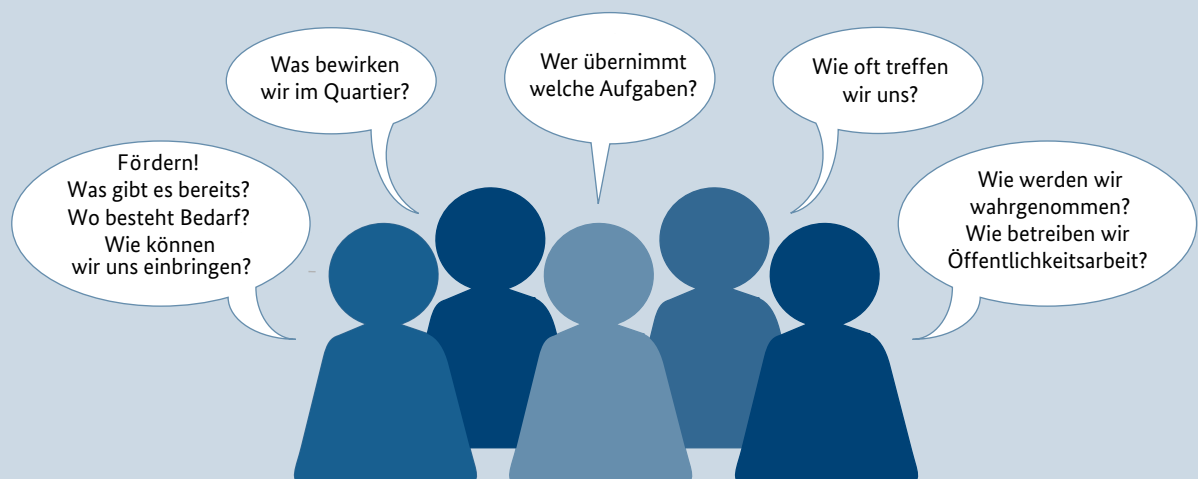 Fördern!
Was gibt es bereits?
Wo besteht Bedarf?
Wie können
wir uns einbringen?
Was bewirken
wir im Quartier?
Wer übernimmt
welche Aufgaben?
Wie oft treffen
wir uns?
Wie werden wir
wahrgenommen?
Wie betreiben wir
Öffentlichkeitsarbeit?